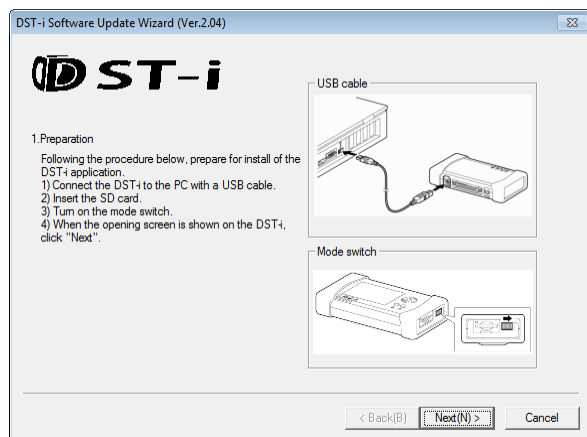 DST-i Software Update Wizard (Ver.2.04)
DST-i
1.Preparation
Following the procedure below, prepare for install of the
DST-i application.
1) Connect the DST-i to the PC with a USB cable.
2) Insert the SD card.
3) Turn on the mode switch.
4) When the opening screen is shown on the DST-i,
click "Next".
USB cable
Mode switch
< Back(B)
Next(N) >
Cancel